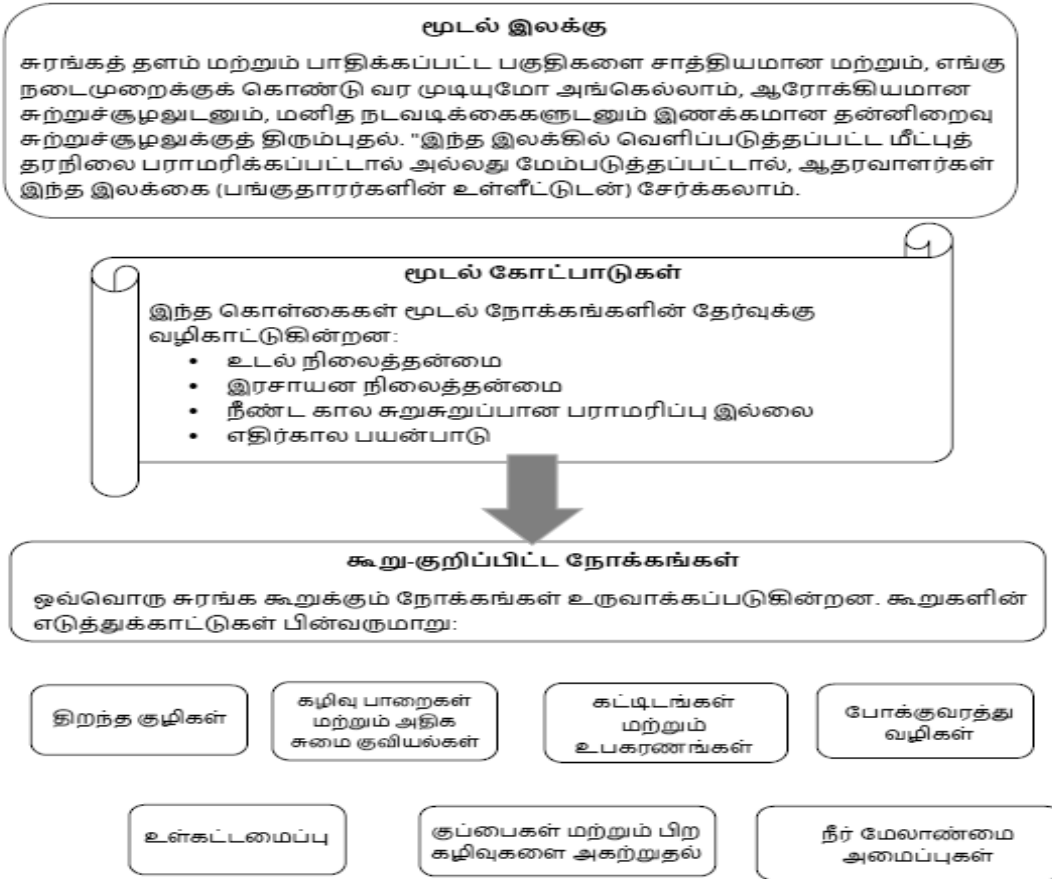 மூடல் இலக்கு
சுரங்கத் தளம் மற்றும் பாதிக்கப்பட்ட பகுதிகளை சாத்தியமான மற்றும், எங்கு
நடைமுறைக்குக் கொண்டு வர முடியுமோ அங்கெல்லாம், ஆரோக்கியமான
சுற்றுச்சூழலுடனும், மனித நடவடிக்கைகளுடனும் இணக்கமான தன்னிறைவு
சுற்றுச்சூழலுக்குத் திரும்புதல். "இந்த இலக்கில் வெளிப்படுத்தப்பட்ட மீட்புத்
தரநிலை பராமரிக்கப்பட்டால் அல்லது மேம்படுத்தப்பட்டால், ஆதரவாளர்கள்
இந்த இலக்கை (பங்குதாரர்களின் உள்ளீட்டுடன்) சேர்க்கலாம்.
மூடல் கோட்பாடுகள்
இந்த கொள்கைகள் மூடல் நோக்கங்களின் தேர்வுக்கு
வழிகாட்டுகின்றன:
• உடல் நிலைத்தன்மை
• இரசாயன நிலைத்தன்மை
• நீண்ட கால சுறுசுறுப்பான பராமரிப்பு இல்லை
• எதிர்கால பயன்பாடு
கூறு-குறிப்பிட்ட நோக்கங்கள்
ஒவ்வொரு சுரங்க கூறுக்கும் நோக்கங்கள் உருவாக்கப்படுகின்றன. கூறுகளின்
எடுத்துக்காட்டுகள் பின்வருமாறு:
திறந்த குழிகள்
கழிவு பாறைகள்
மற்றும் அதிக
சுமை குவியல்கள்
கட்டிடங்கள்
மற்றும்
உபகரணங்கள்
போக்குவரத்து
வழிகள்
உள்கட்டமைப்பு
குப்பைகள் மற்றும் பிற
கழிவுகளை அகற்றுதல்
நீர் மேலாண்மை
அமைப்புகள்